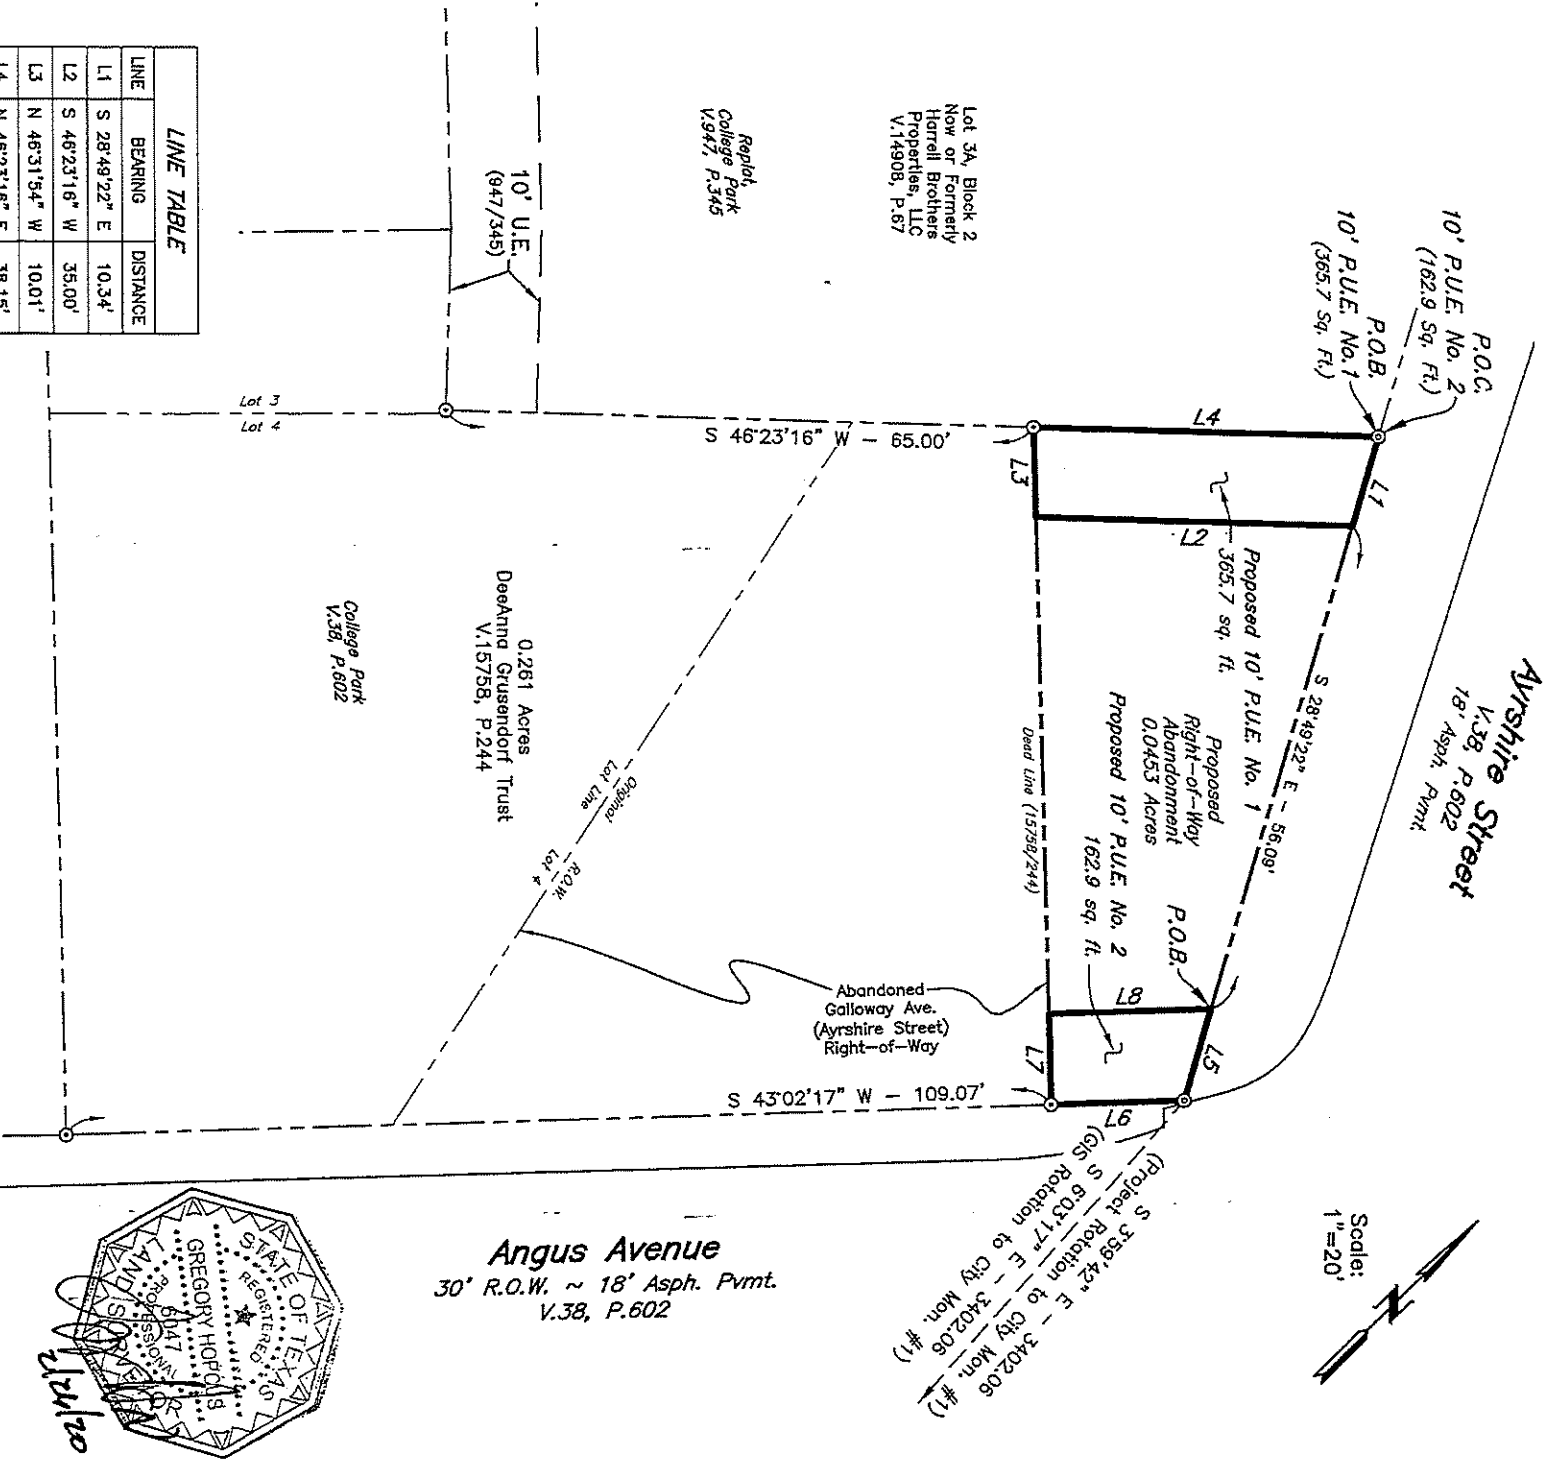 LINE TABLE
LINE BEARING DISTANCE
L1 S 28°49'22" E 10.34'
L2 S 46°23'16" W 35.00'
L3 N 46°31'54" W 10.01'
L4 N 46°23'16" E 38.15'
Lot 3A, Block 2
Now or Formerly
Harrell Brothers
Properties, LLC
V.14908, P.67
Replat,
College Park
V.947, P.345
10' U.E.
(947/345)
P.O.C.
10' P.U.E. No. 2
(162.9 Sq. Ft.)
P.O.B.
10' P.U.E. No.1
(365.7 Sq. Ft.)
Ayrshire Street
V.38, P.602
18' Asph. Pvmt.
Lot 3
Lot 4
S 46°23'16" W - 65.00'
L4
L3
L1
L2
Proposed 10' P.U.E. No. 1
365.7 sq. ft.
S 28°49'22" E - 56.09'
Proposed
Right-of-Way
Abandonment
0.0453 Acres
Proposed 10' P.U.E. No. 2
162.9 sq. ft.
P.O.B.
Deed Line (15758/244)
0.261 Acres
DeeAnna Grusendorf Trust
V.15758, P.244
College Park
V.38, P.602
Original
Lot Line
R.O.W.
Lot 4
Abandoned
Galloway Ave.
(Ayrshire Street)
Right-of-Way
L8
L5
L7
L6
S 43°02'17" W - 109.07'
S 3°59'42" E - 3402.06
(Project Rotation to City Mon. #1)
S 6°03'17" E - 3402.06
(GIS Rotation to City Mon. #1)
Scale:
1"=20'
N
Angus Avenue
30' R.O.W. ~ 18' Asph. Pvmt.
V.38, P.602
STATE OF TEXAS
REGISTERED
GREGORY HOPCUS
6047
PROFESSIONAL
LAND SURVEYOR
2/24/20